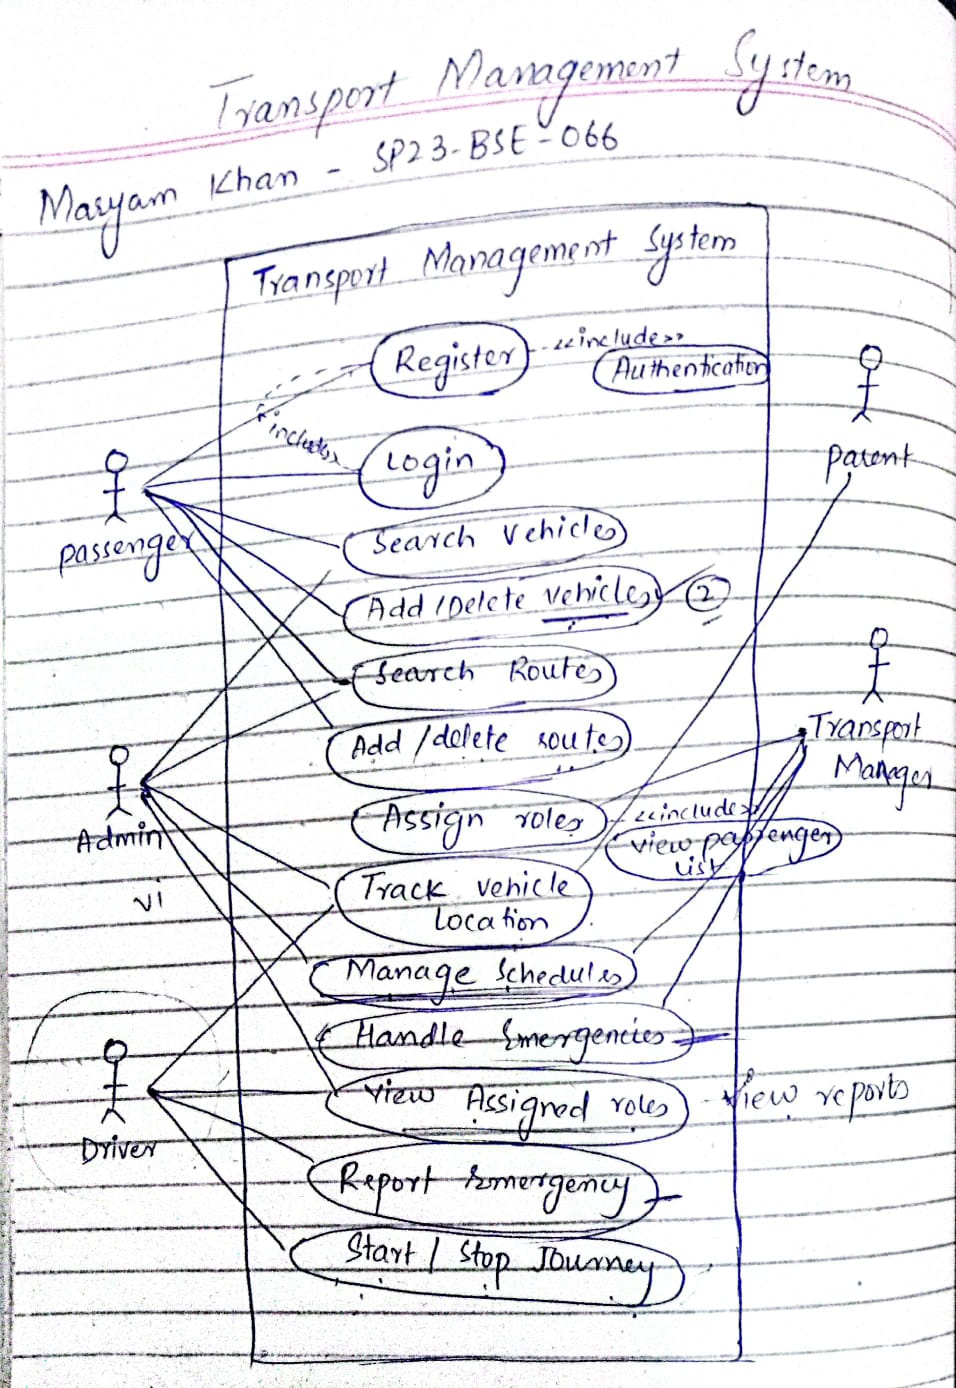 Transport Management System
Maryam Khan - SP23-BSE-066
Transport Management System
Register
<<include>>
Authentication
<include>>
Login
Parent
passenger
Search Vehicles
Add/Delete vehicles
2
Search Routes
Transport
Manager
Add/delete routes
Admin
Assign roles
<<include>>
view passenger
List
vi
Track vehicle
Location
Manage Schedules
Handle Emergencies
View Assigned roles
View reports
Driver
Report Emergency
Start / Stop Journey